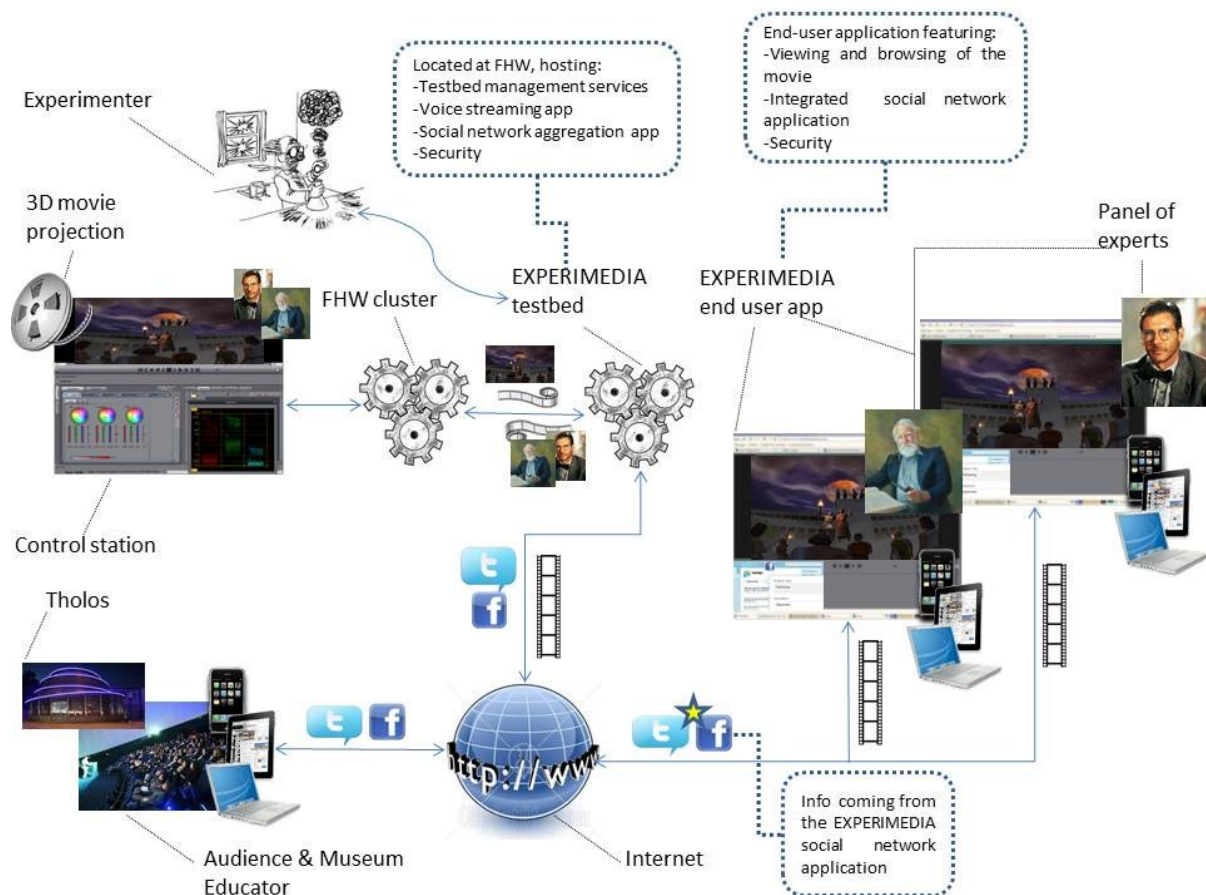 Experimenter
Located at FHW, hosting:
-Testbed management services
-Voice streaming app
-Social network aggregation app
-Security
End-user application featuring:
-Viewing and browsing of the
movie
-Integrated social network
application
-Security
3D movie
projection
FHW cluster
EXPERIMEDIA
testbed
EXPERIMEDIA
end user app
Panel of
experts
Control station
Tholos
http://www
Audience & Museum
Educator
Internet
Info coming from
the EXPERIMEDIA
social network
application